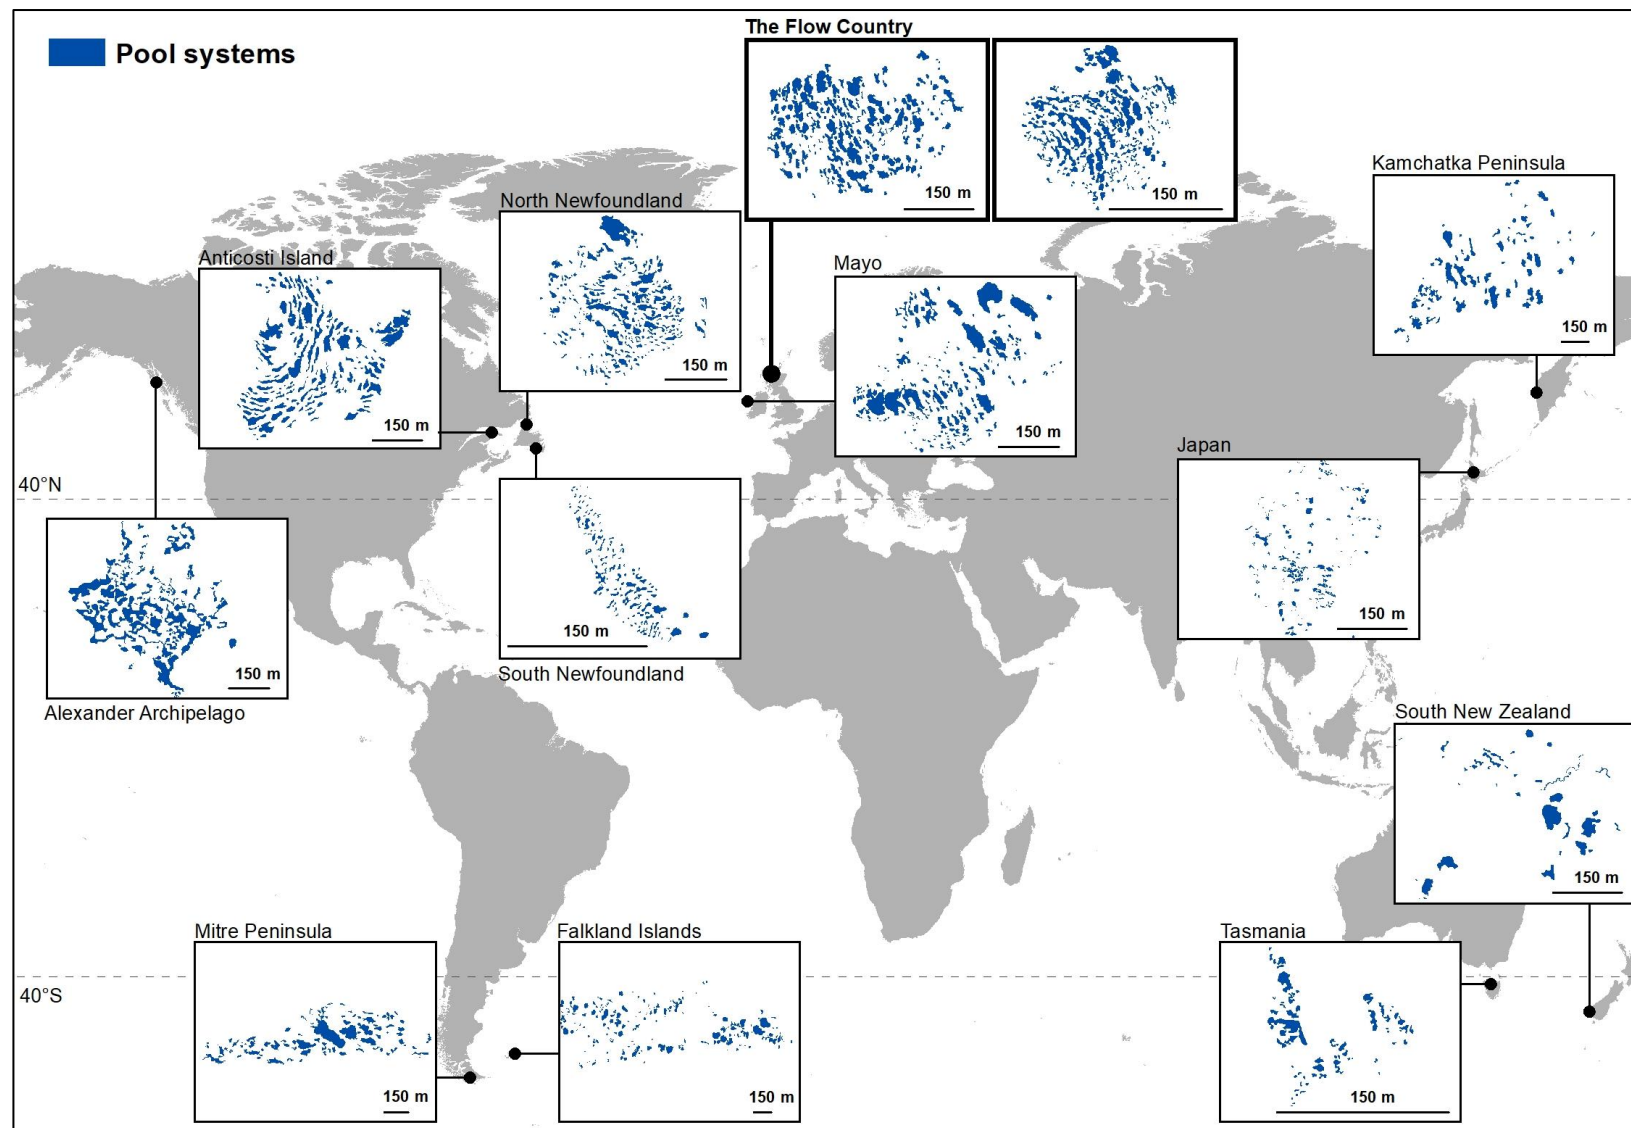 The Flow Country
Pool systems
150 m
150 m
Kamchatka Peninsula
150 m
North Newfoundland
150 m
Anticosti Island
150 m
Mayo
150 m
Japan
150 m
40°N
150 m
South Newfoundland
150 m
Alexander Archipelago
South New Zealand
150 m
Mitre Peninsula
150 m
Falkland Islands
150 m
Tasmania
150 m
40°S